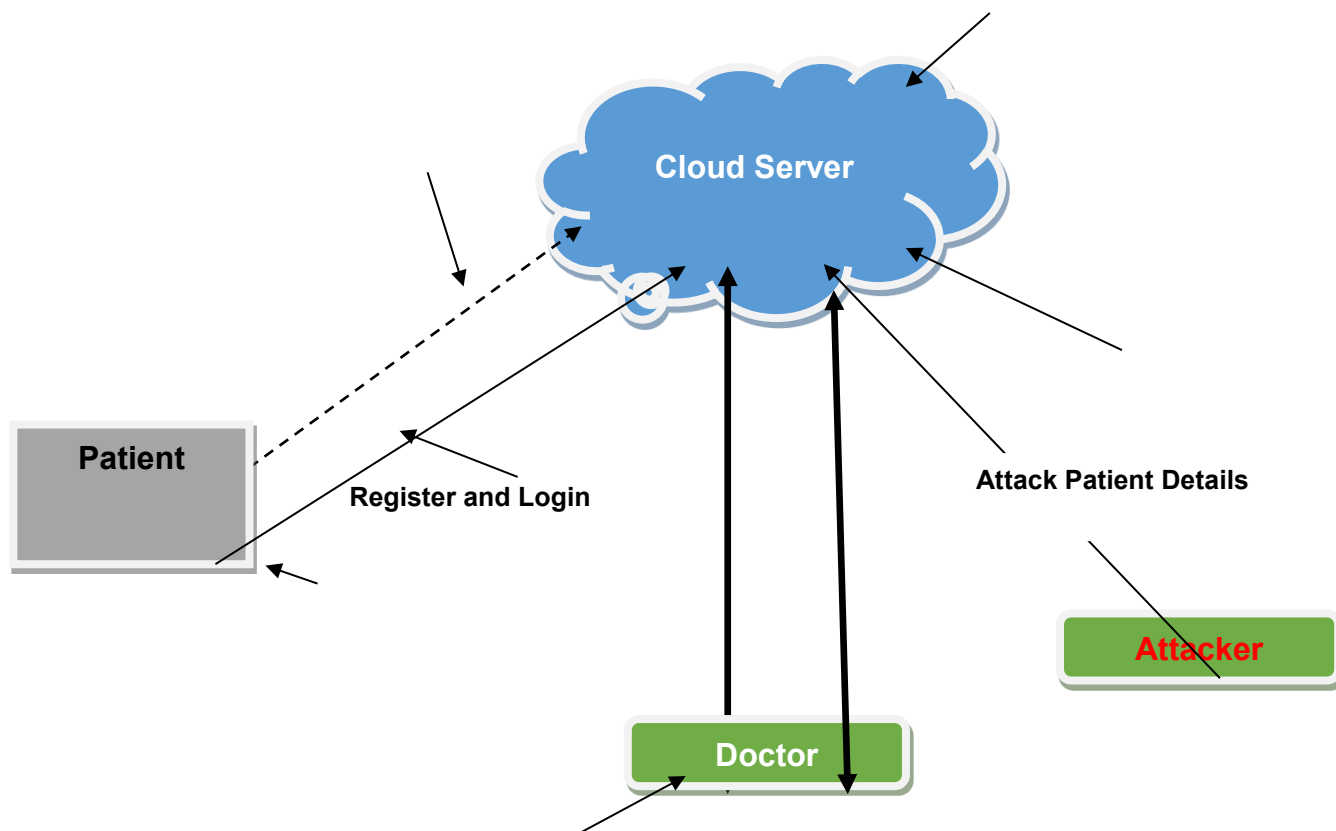 Cloud Server
Patient
Register and Login
Attack Patient Details
Attacker
Doctor